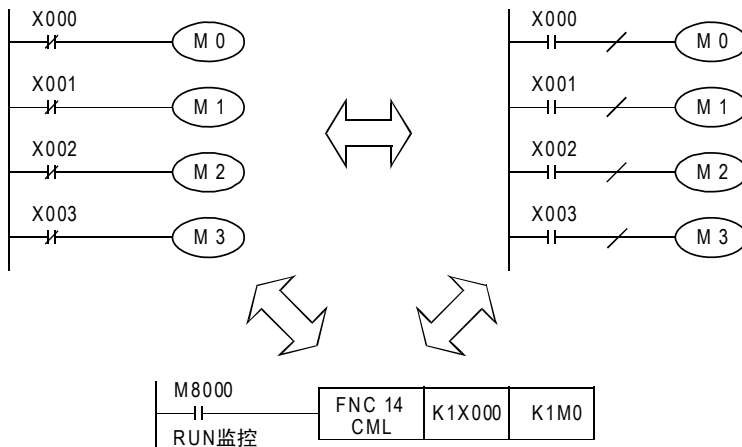 X000
M 0
X001
M 1
X002
M 2
X003
M 3
X000
M 0
X001
M 1
X002
M 2
X003
M 3
M8000
RUN监控
FNC 14
CML
K1X000
K1M0